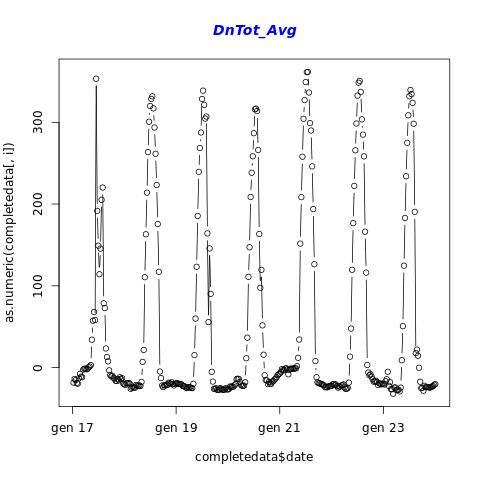 DnTot_Avg
as.numeric(completedata[, i])
300
200
100
0
gen 17 gen 19 gen 21 gen 23
completedata$date